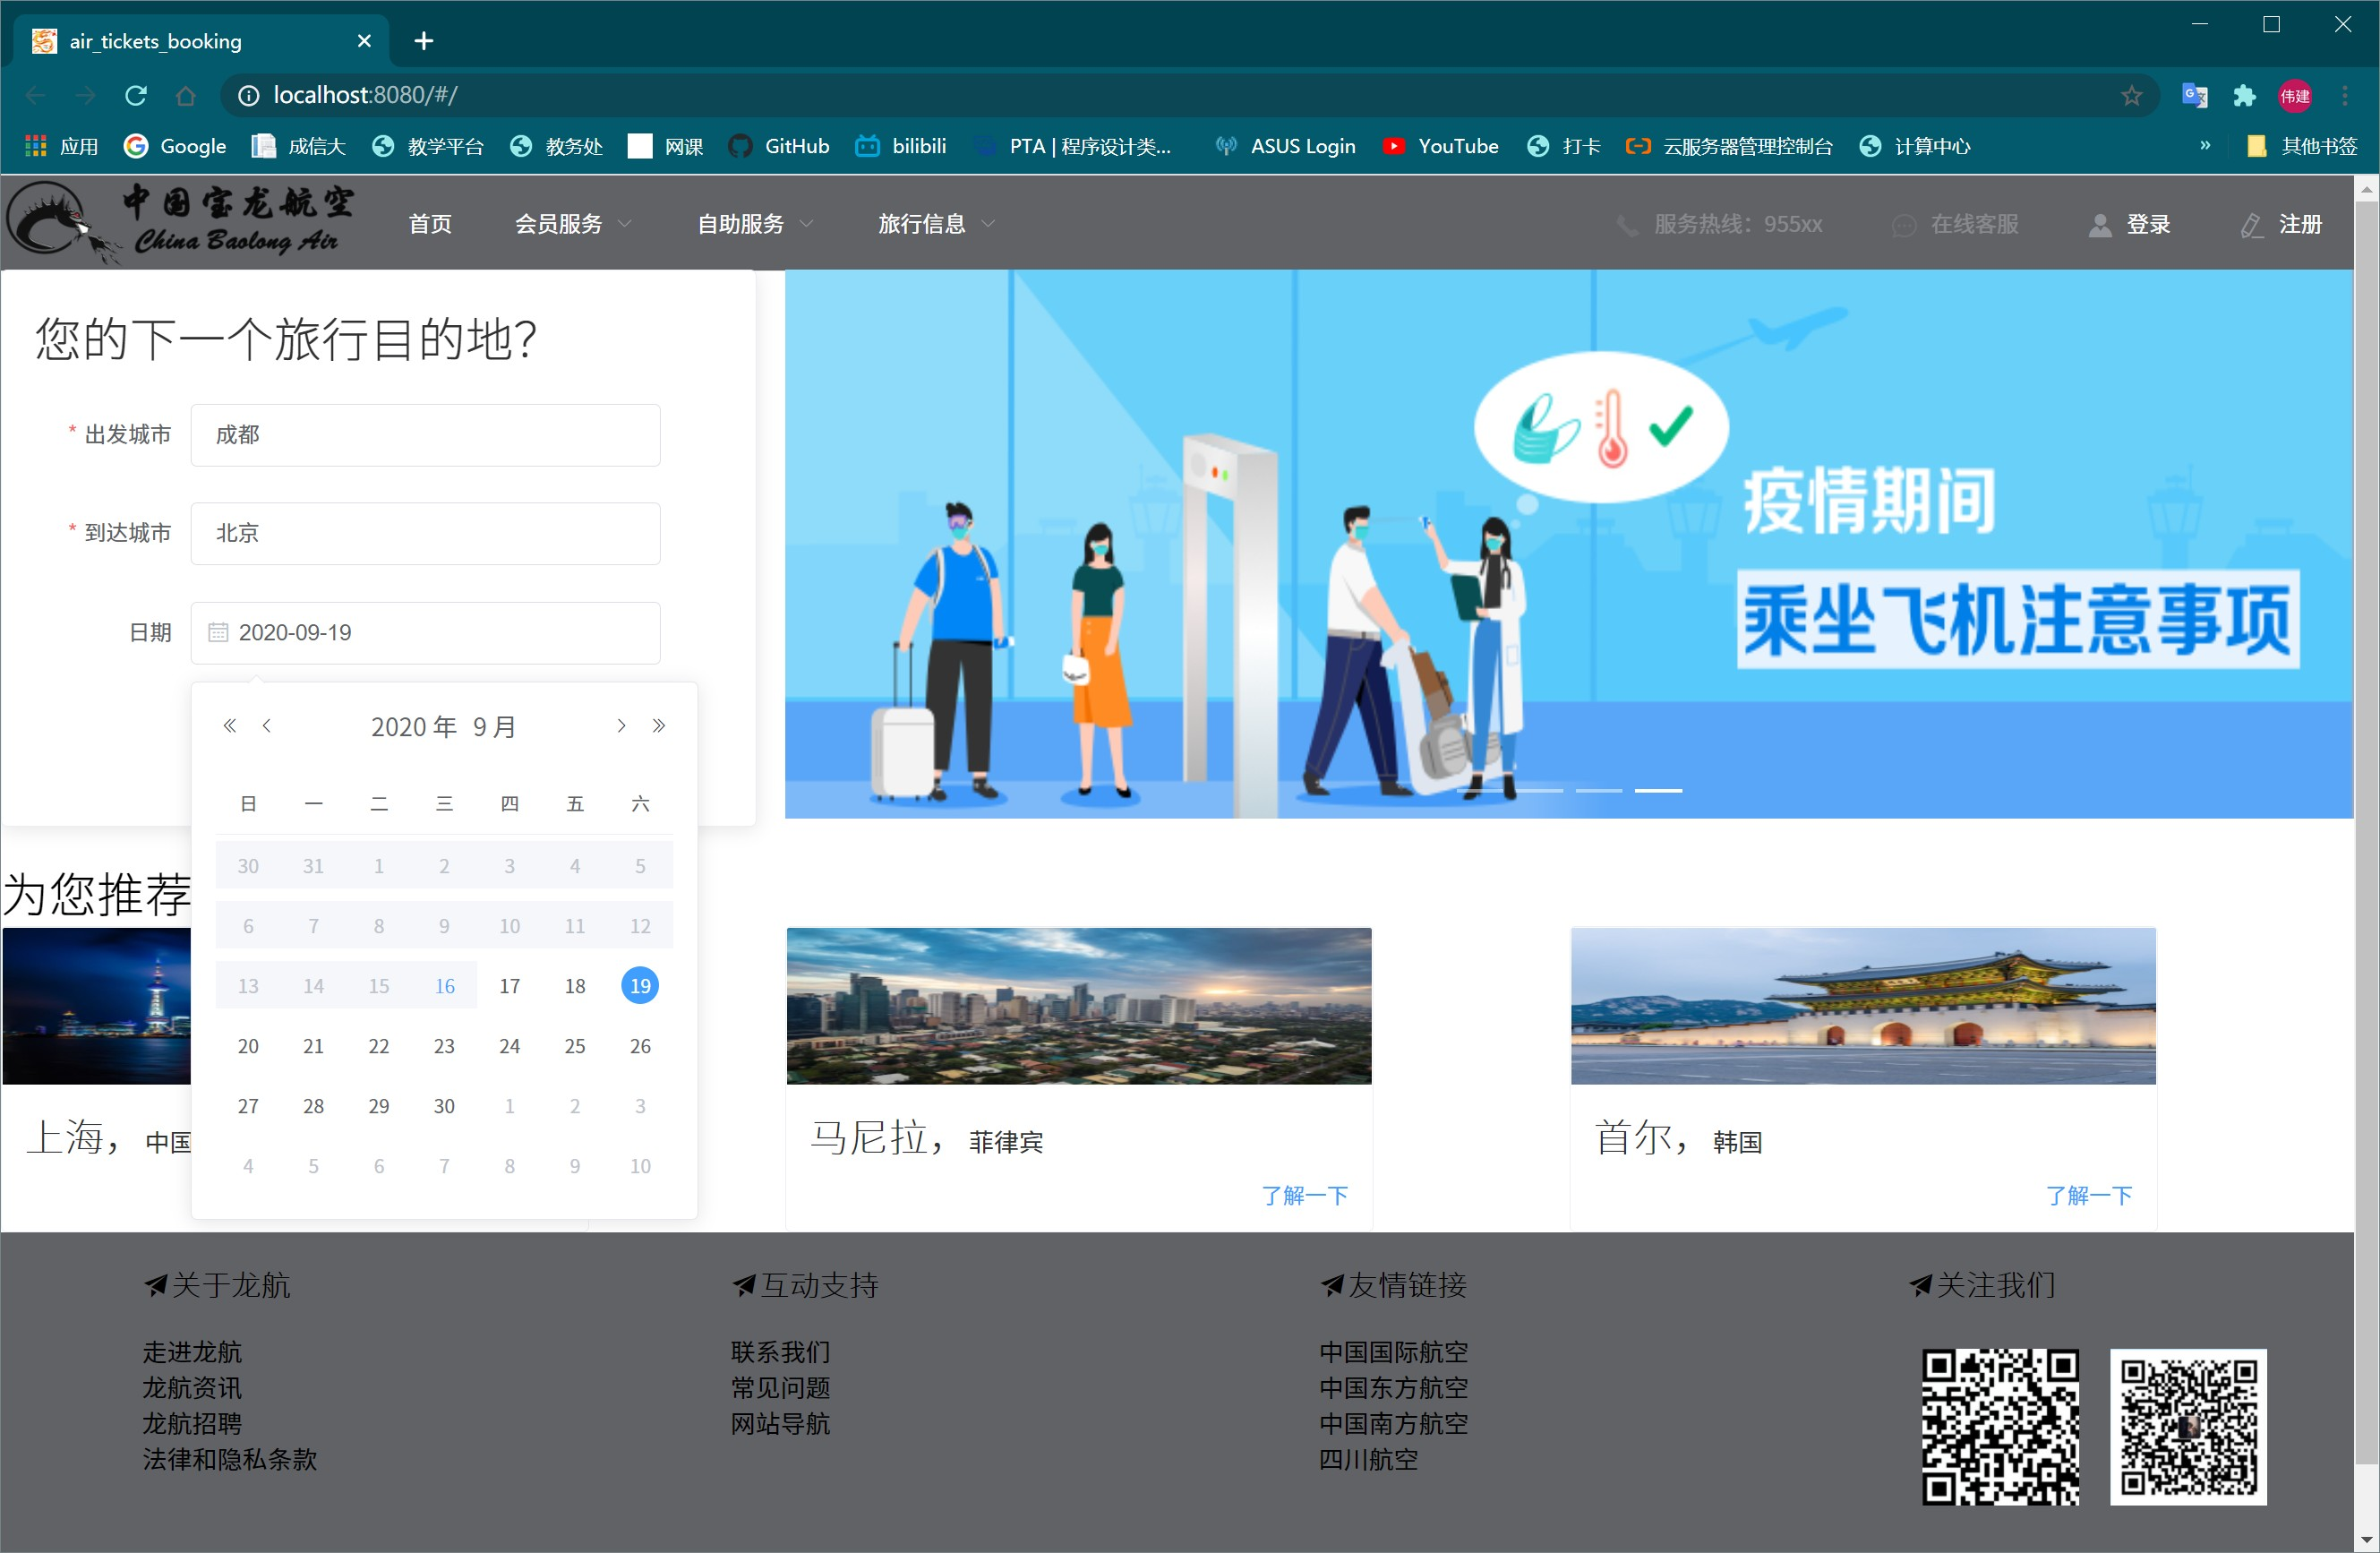 air_tickets_booking
localhost:8080/#/
伟建
应用 Google 成信大 教学平台 教务处 网课 GitHub bilibili PTA | 程序设计类... ASUS Login YouTube 打卡 云服务器管理控制台 计算中心 » 其他书签
中国宝龙航空
China Baolong Air
首页 会员服务 自助服务 旅行信息 服务热线：955xx 在线客服 登录 注册
您的下一个旅行目的地？
* 出发城市 成都
* 到达城市 北京
日期 2020-09-19
疫情期间
乘坐飞机注意事项
2020 年 9 月
日 一 二 三 四 五 六
30 31 1 2 3 4 5
6 7 8 9 10 11 12
13 14 15 16 17 18 19
20 21 22 23 24 25 26
27 28 29 30 1 2 3
4 5 6 7 8 9 10
为您推荐
上海， 中国
马尼拉， 菲律宾
了解一下
首尔， 韩国
了解一下
关于龙航
走进龙航
龙航资讯
龙航招聘
法律和隐私条款
互动支持
联系我们
常见问题
网站导航
友情链接
中国国际航空
中国东方航空
中国南方航空
四川航空
关注我们